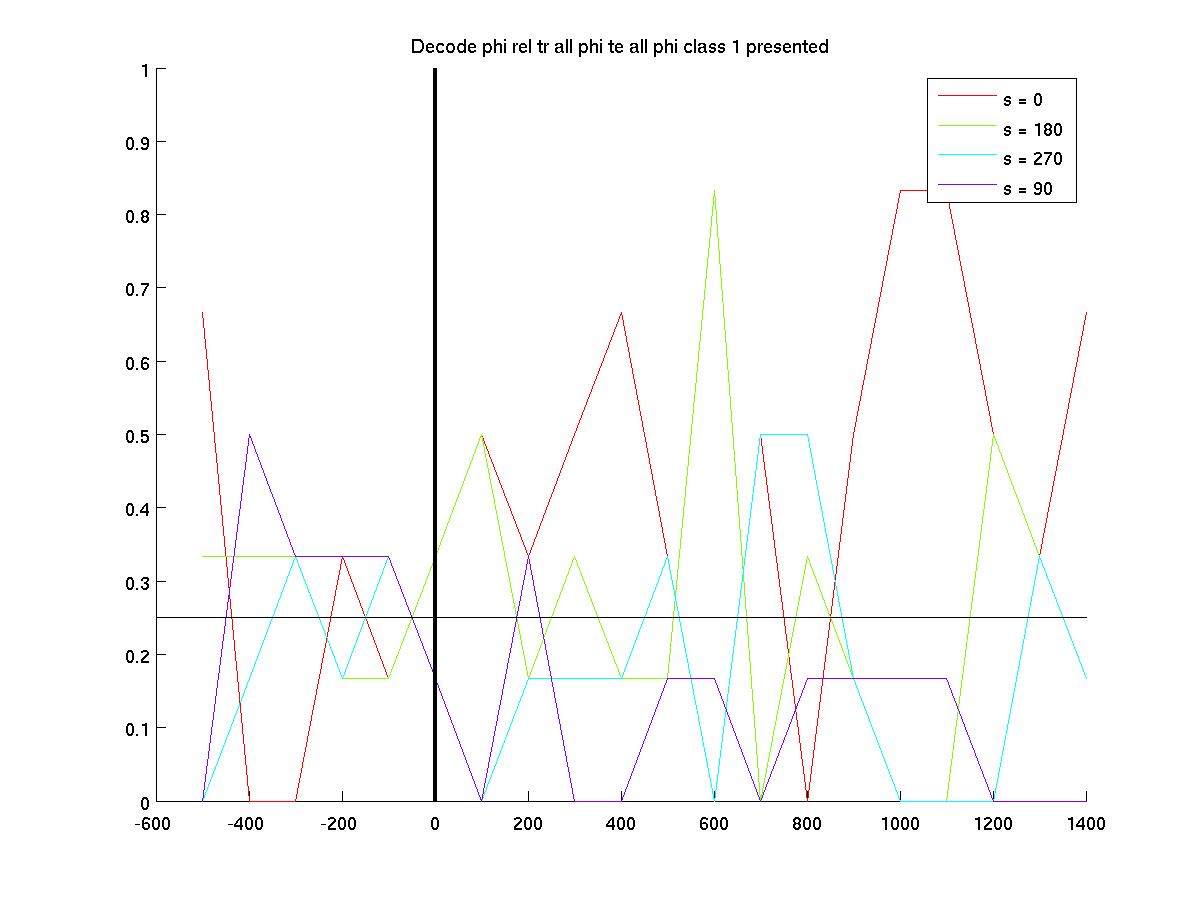 Decode phi rel tr all phi te all phi class 1 presented
1
s = 0
s = 180
0.9
s = 270
s = 90
0.8
0.7
0.6
0.5
0.4
0.3
0.2
0.1
0
-600 -400 -200 0 200 400 600 800 1000 1200 1400